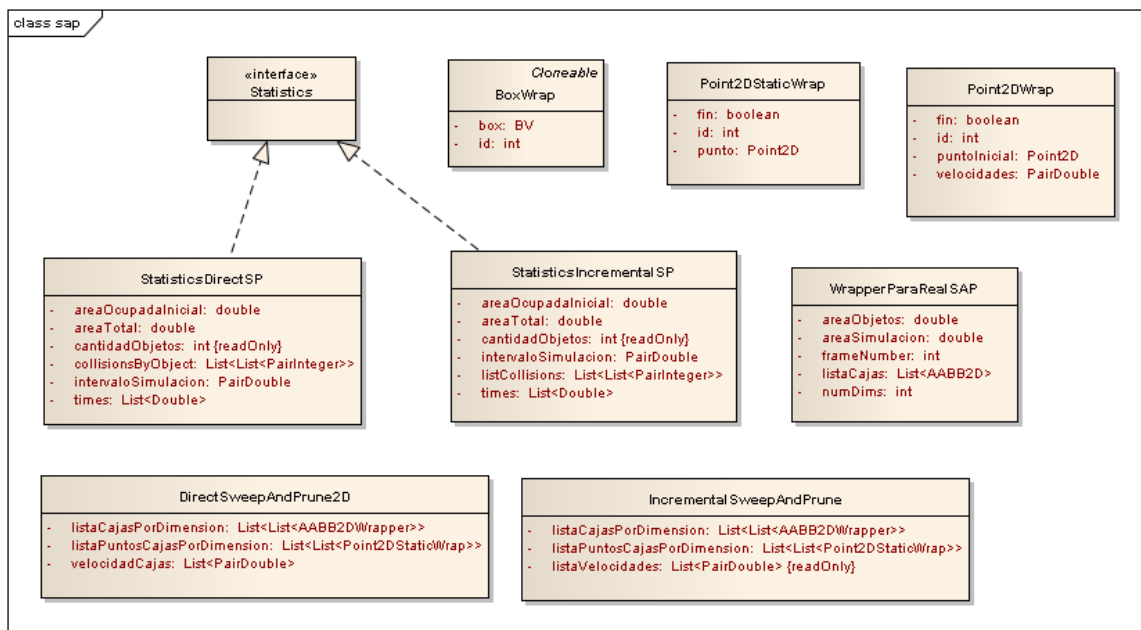 class sap
«interface»
Statistics
Cloneable
BoxWrap
- box: BV
- id: int
Point2DStaticWrap
- fin: boolean
- id: int
- punto: Point2D
Point2DWrap
- fin: boolean
- id: int
- puntoInicial: Point2D
- velocidades: PairDouble
StatisticsDirectSP
- areaOcupadaInicial: double
- areaTotal: double
- cantidadObjetos: int {readOnly}
- collisionsByObject: List<List<PairInteger>>
- intervaloSimulacion: PairDouble
- times: List<Double>
StatisticsIncrementalSP
- areaOcupadaInicial: double
- areaTotal: double
- cantidadObjetos: int {readOnly}
- intervaloSimulacion: PairDouble
- listCollisions: List<List<PairInteger>>
- times: List<Double>
WrapperParaRealSAP
- areaObjetos: double
- areaSimulacion: double
- frameNumber: int
- listaCajas: List<AABB2D>
- numDims: int
DirectSweepAndPrune2D
- listaCajasPorDimension: List<List<AABB2DWrapper>>
- listaPuntosCajasPorDimension: List<List<Point2DStaticWrap>>
- velocidadCajas: List<PairDouble>
IncrementalSweepAndPrune
- listaCajasPorDimension: List<List<AABB2DWrapper>>
- listaPuntosCajasPorDimension: List<List<Point2DStaticWrap>>
- listaVelocidades: List<PairDouble> {readOnly}